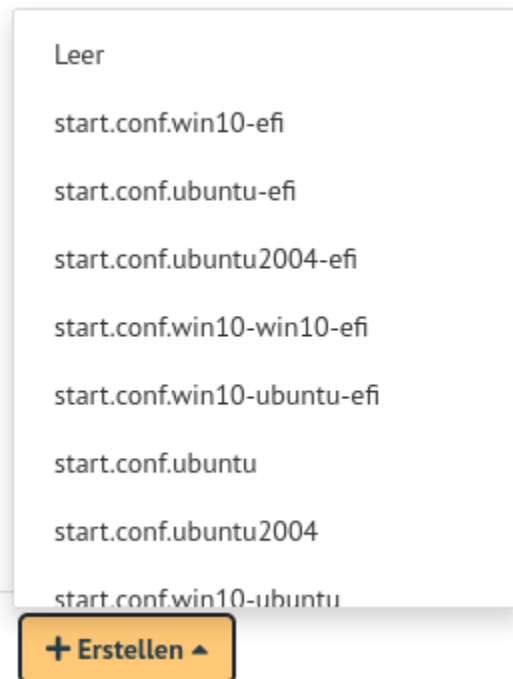 Leer
start.conf.win10-efi
start.conf.ubuntu-efi
start.conf.ubuntu2004-efi
start.conf.win10-win10-efi
start.conf.win10-ubuntu-efi
start.conf.ubuntu
start.conf.ubuntu2004
start.conf.win10-ubuntu
+ Erstellen